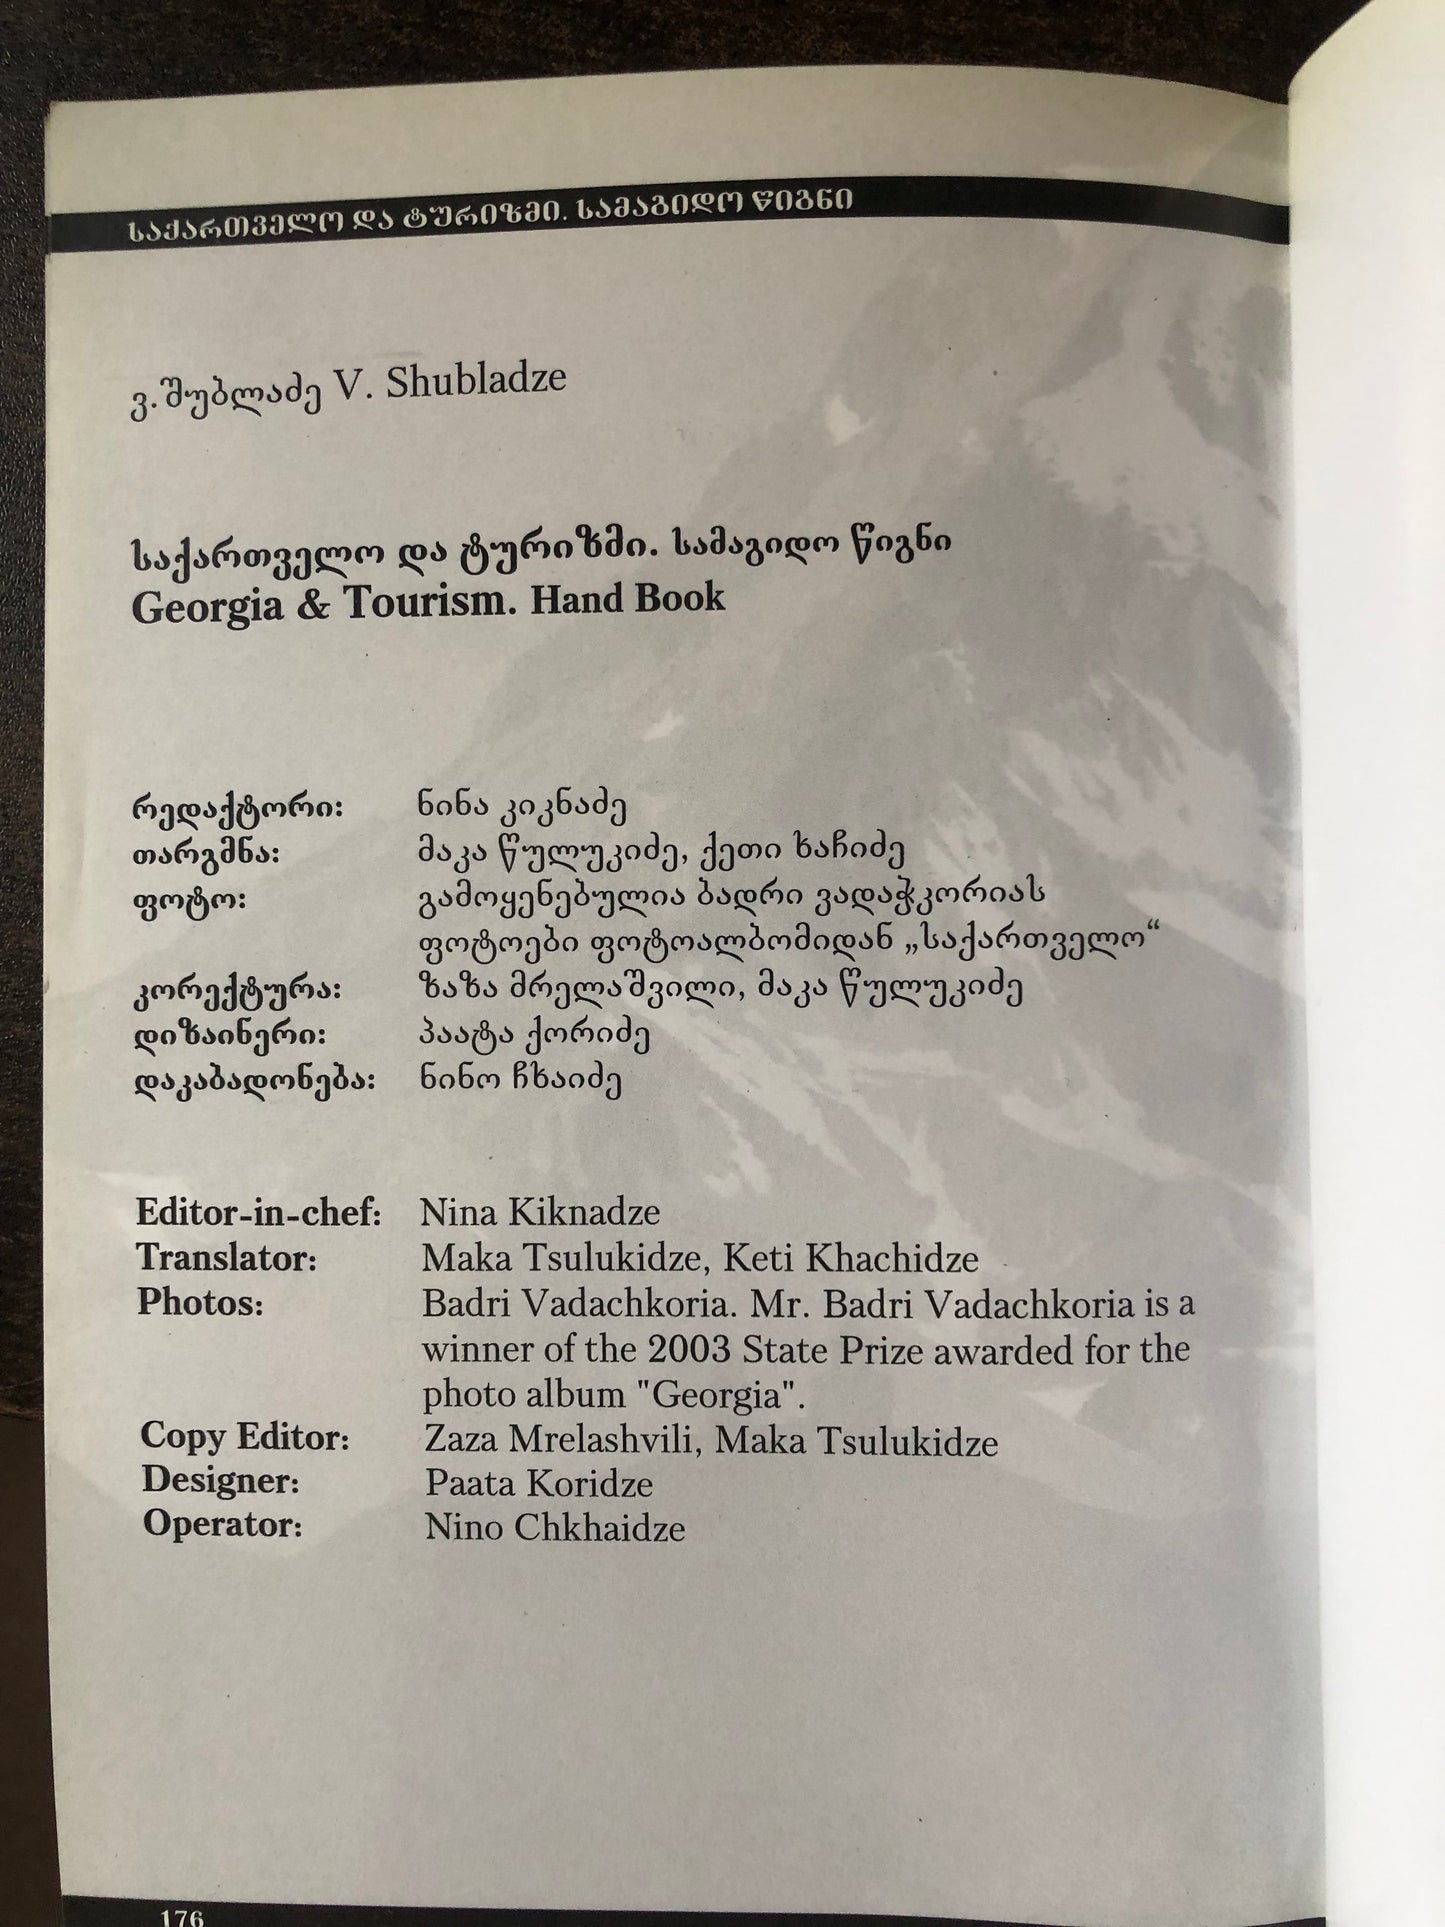 საქართველო და ტურიზმი. სამაგიდო წიგნი
ვ.შუბლაძე V. Shubladze
საქართველო და ტურიზმი. სამაგიდო წიგნი
Georgia & Tourism. Hand Book
რედაქტორი: ნინა კიკნაძე
თარგმნა: მაკა წულუკიძე, ქეთი ხაჩიძე
ფოტო: გამოყენებულია ბადრი ვადაჭკორიას
ფოტოები ფოტოალბომიდან „საქართველო“
კორექტურა: ზაზა მრელაშვილი, მაკა წულუკიძე
დიზაინერი: პაატა ქორიძე
დაკაბადონება: ნინო ჩხაიძე
Editor-in-chef: Nina Kiknadze
Translator: Maka Tsulukidze, Keti Khachidze
Photos: Badri Vadachkoria. Mr. Badri Vadachkoria is a
winner of the 2003 State Prize awarded for the
photo album "Georgia".
Copy Editor: Zaza Mrelashvili, Maka Tsulukidze
Designer: Paata Koridze
Operator: Nino Chkhaidze
176